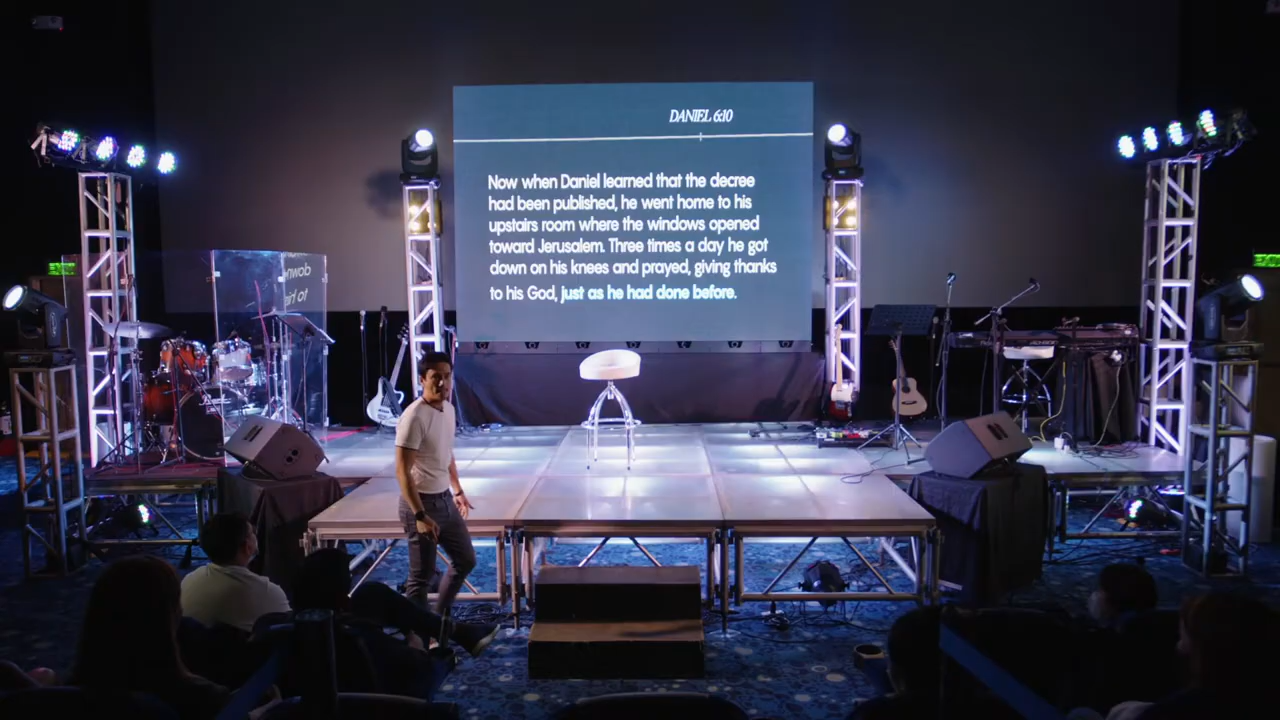 DANIEL 6:10
Now when Daniel learned that the decree
had been published, he went home to his
upstairs room where the windows opened
toward Jerusalem. Three times a day he got
down on his knees and prayed, giving thanks
to his God, just as he had done before.